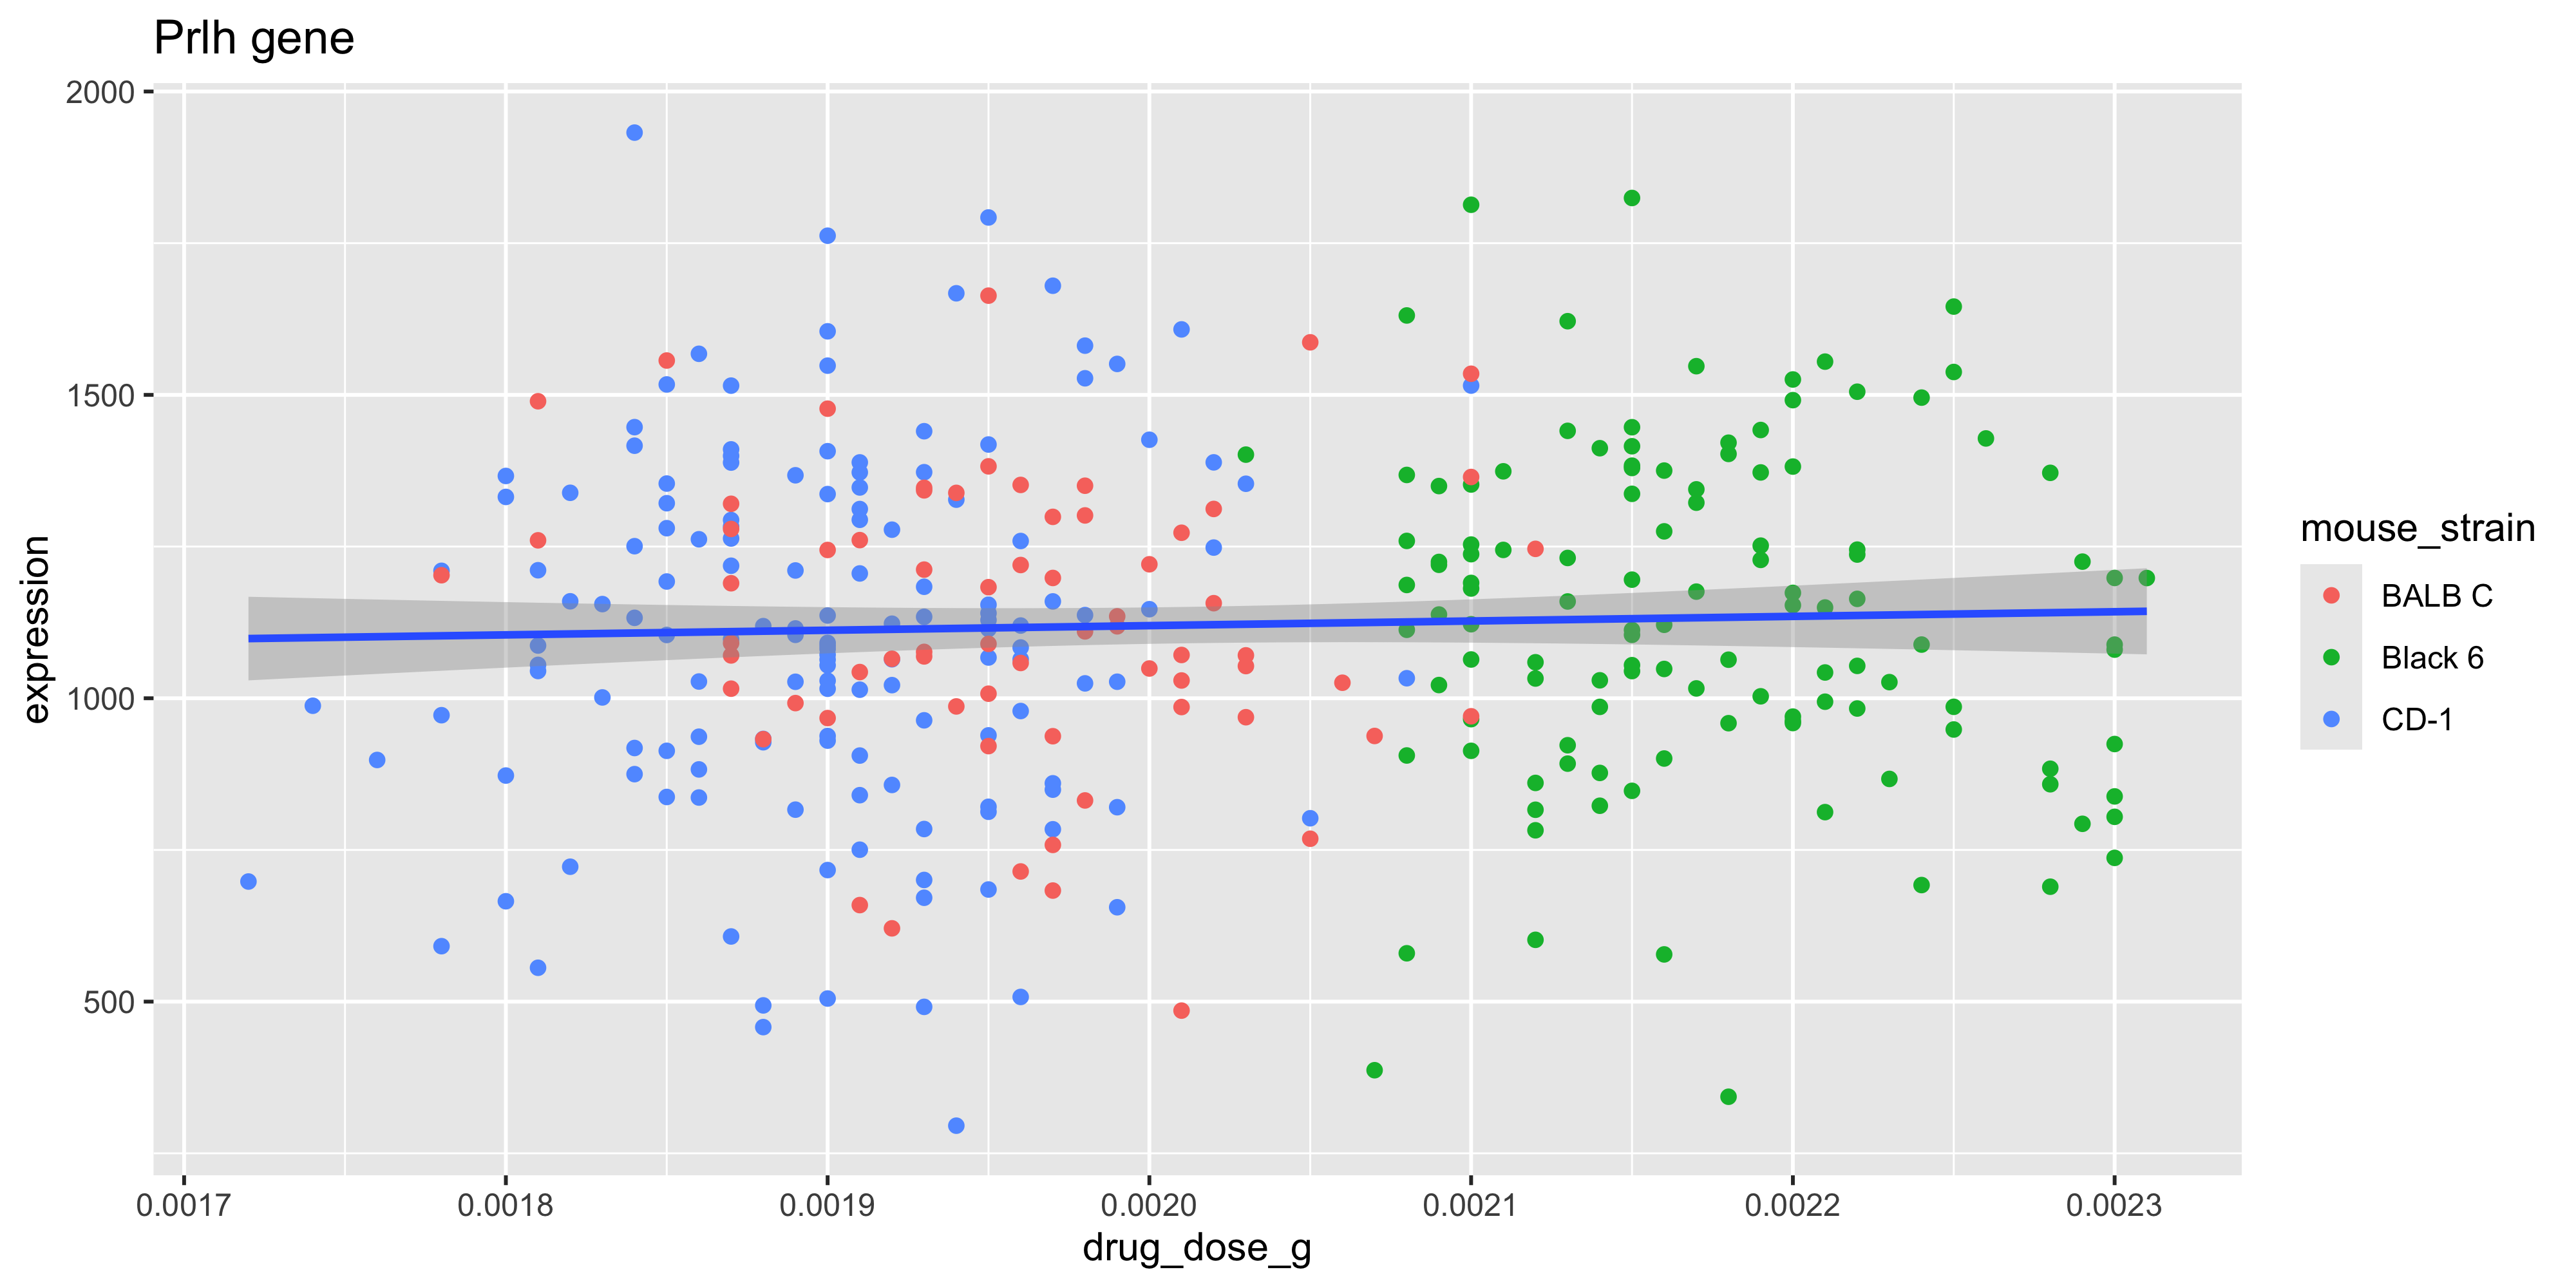 Prlh gene
2000
1500
1000
500
expression
0.0017 0.0018 0.0019 0.0020 0.0021 0.0022 0.0023
drug_dose_g
mouse_strain
BALB C
Black 6
CD-1